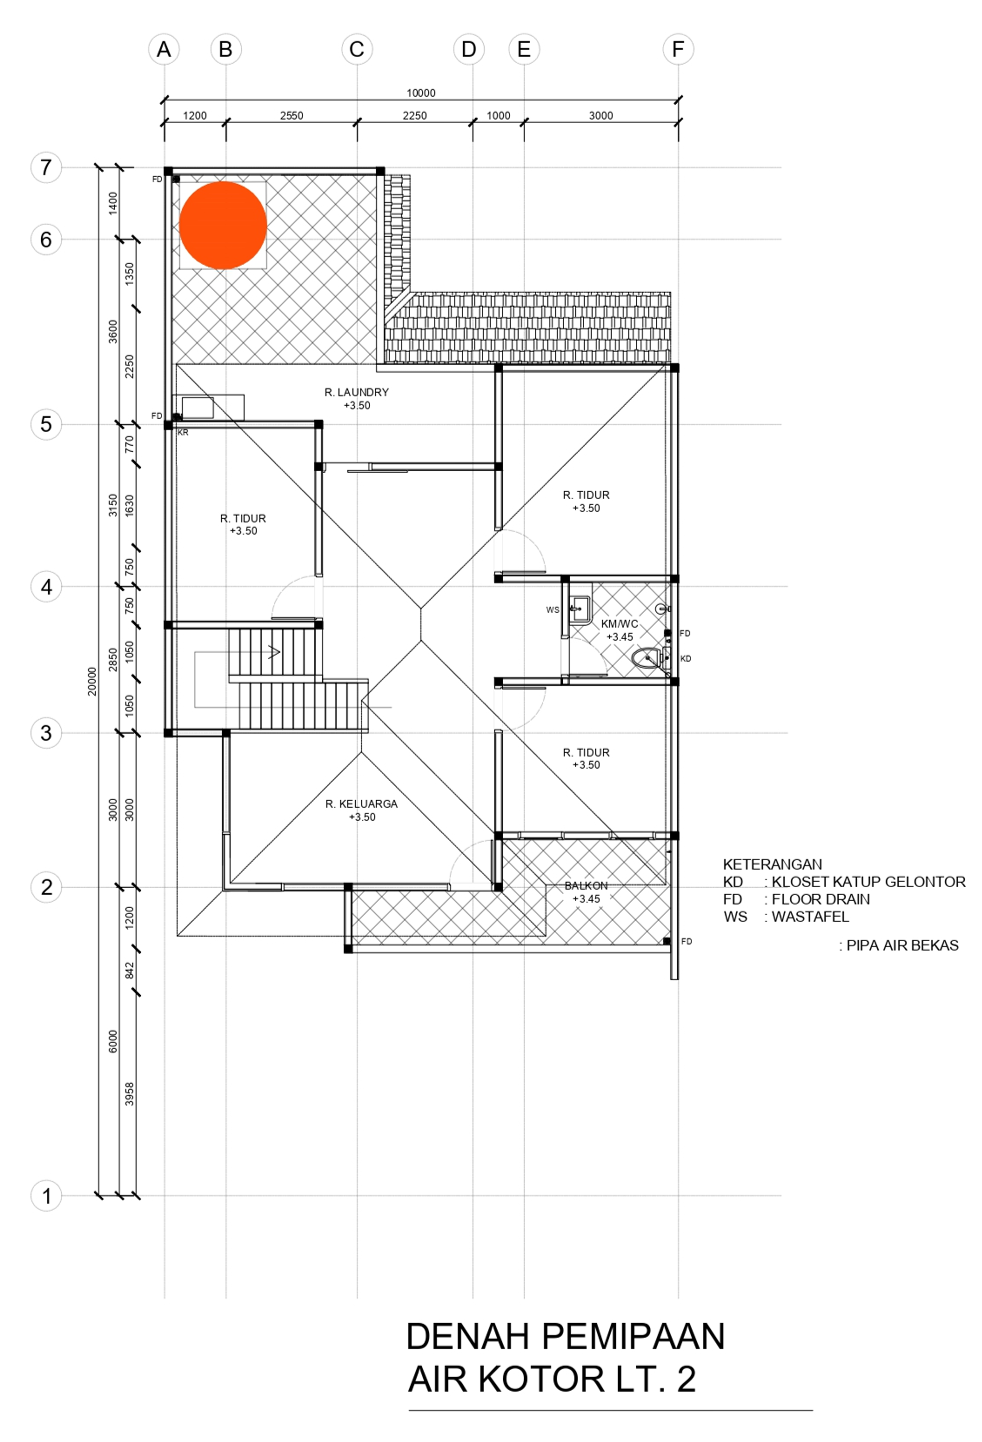 A B C D E F
10000
1200 2550 2250 1000 3000
7
FD
1400
6
1350
3600
2250
R. LAUNDRY
+3.50
FD
5
KR
770
R. TIDUR
+3.50
3150
1630
R. TIDUR
+3.50
750
4
750
WS
KM/WC
+3.45
FD
KD
1050
2850
20000
1050
3
R. TIDUR
+3.50
R. KELUARGA
+3.50
3000
3000
KETERANGAN
KD : KLOSET KATUP GELONTOR
FD : FLOOR DRAIN
WS : WASTAFEL
: PIPA AIR BEKAS
2
BALKON
+3.45
1200
FD
842
6000
3958
1
DENAH PEMIPAAN
AIR KOTOR LT. 2